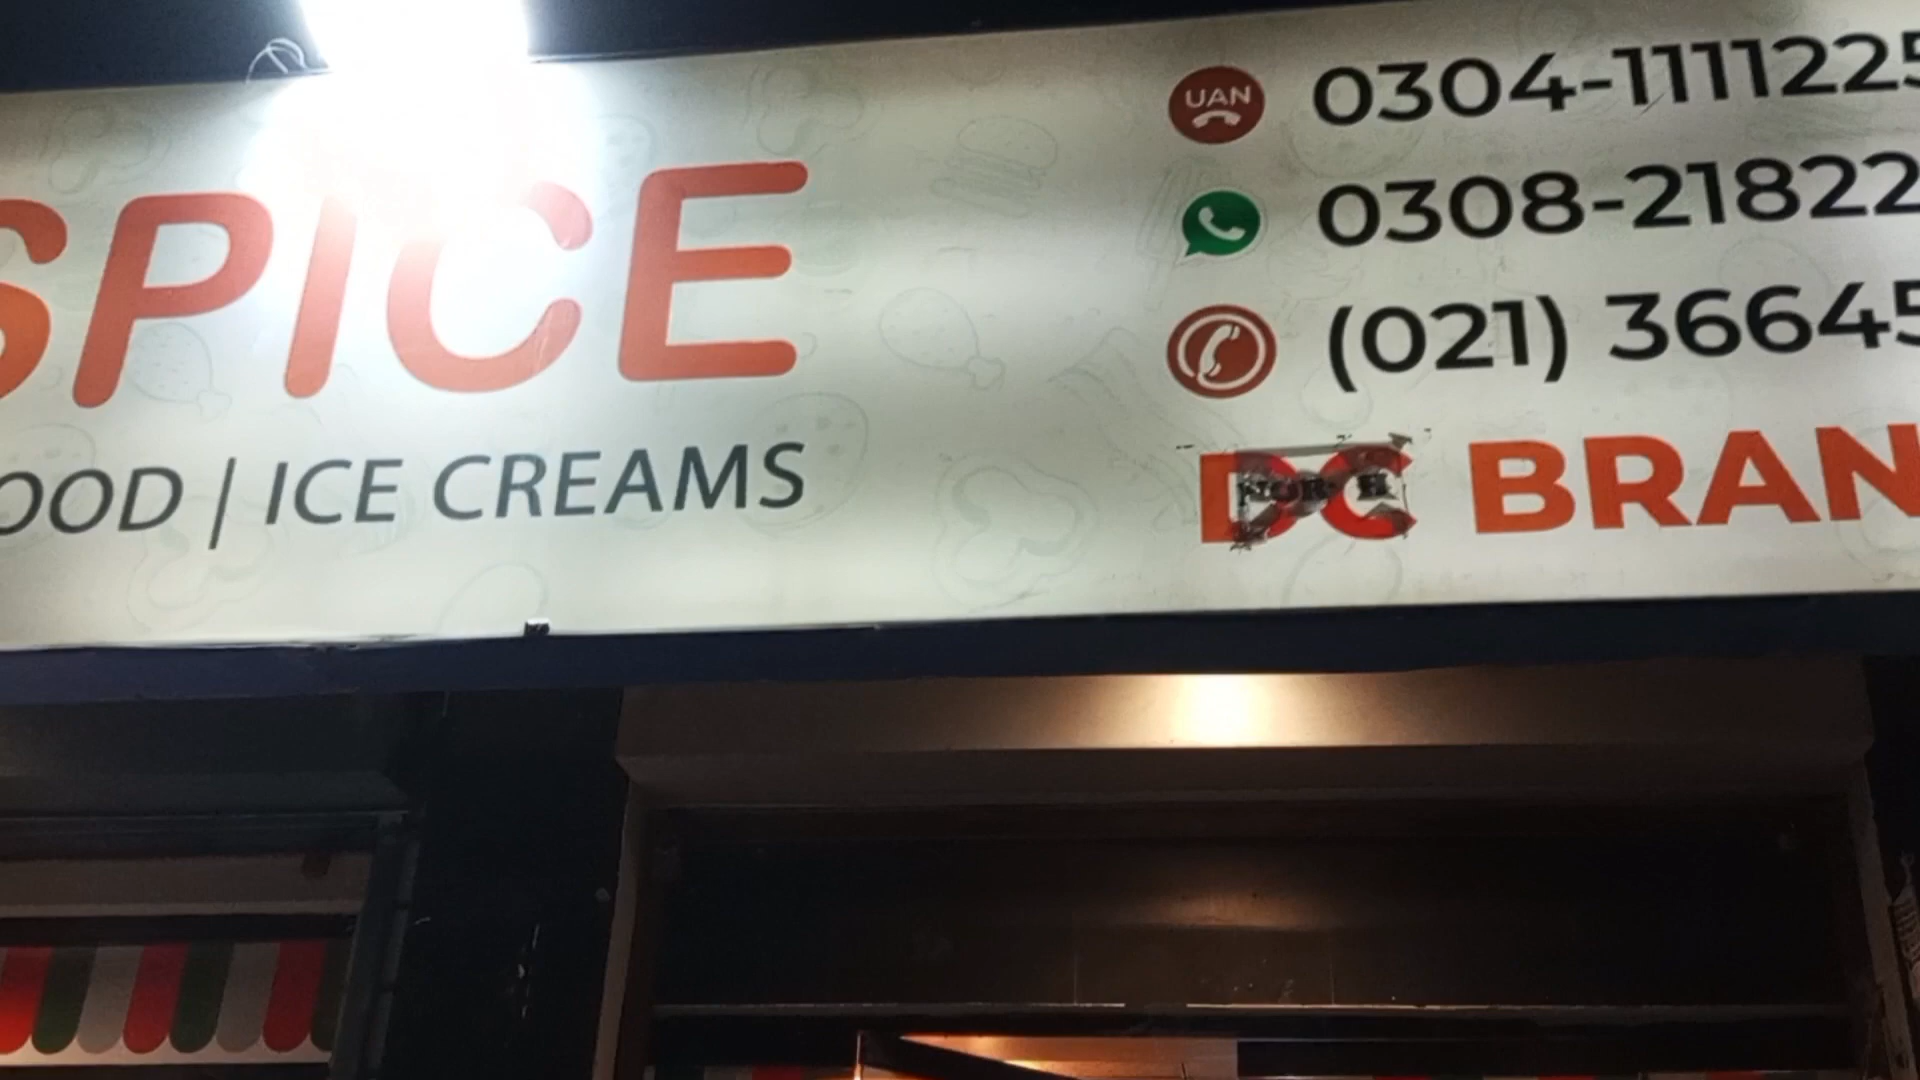 SPICE
OOD | ICE CREAMS
UAN 0304-1111225
0308-21822
(021) 36645
DC BRAN